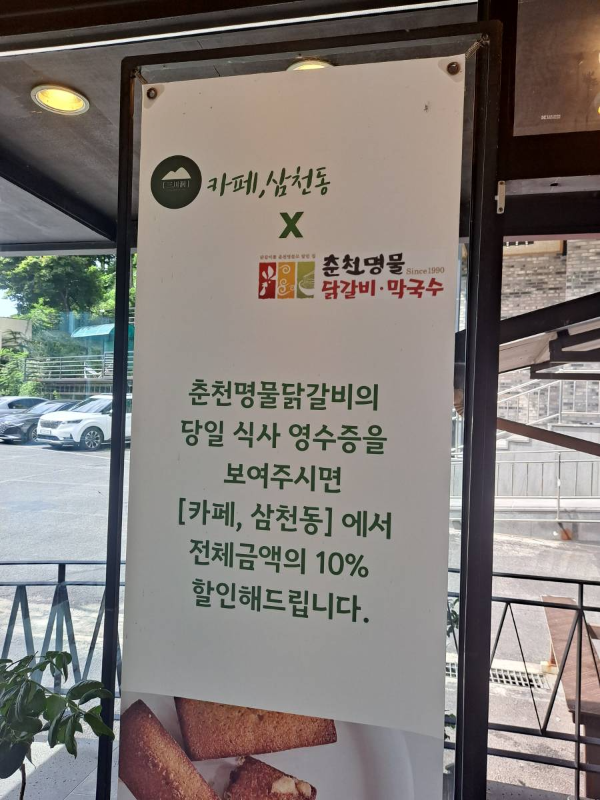 카페, 삼천동
X
춘천명물
Since1990
닭갈비·막국수
춘천명물닭갈비의
당일 식사 영수증을
보여주시면
[카페, 삼천동] 에서
전체금액의 10%
할인해드립니다.